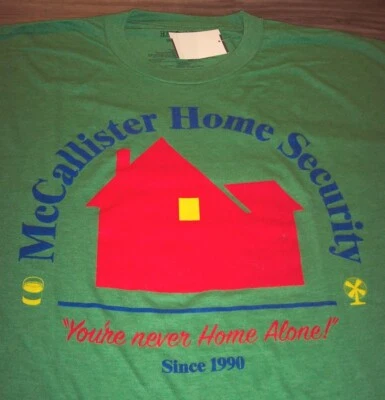 McCallister Home Security
"You're never Home Alone!"
Since 1990